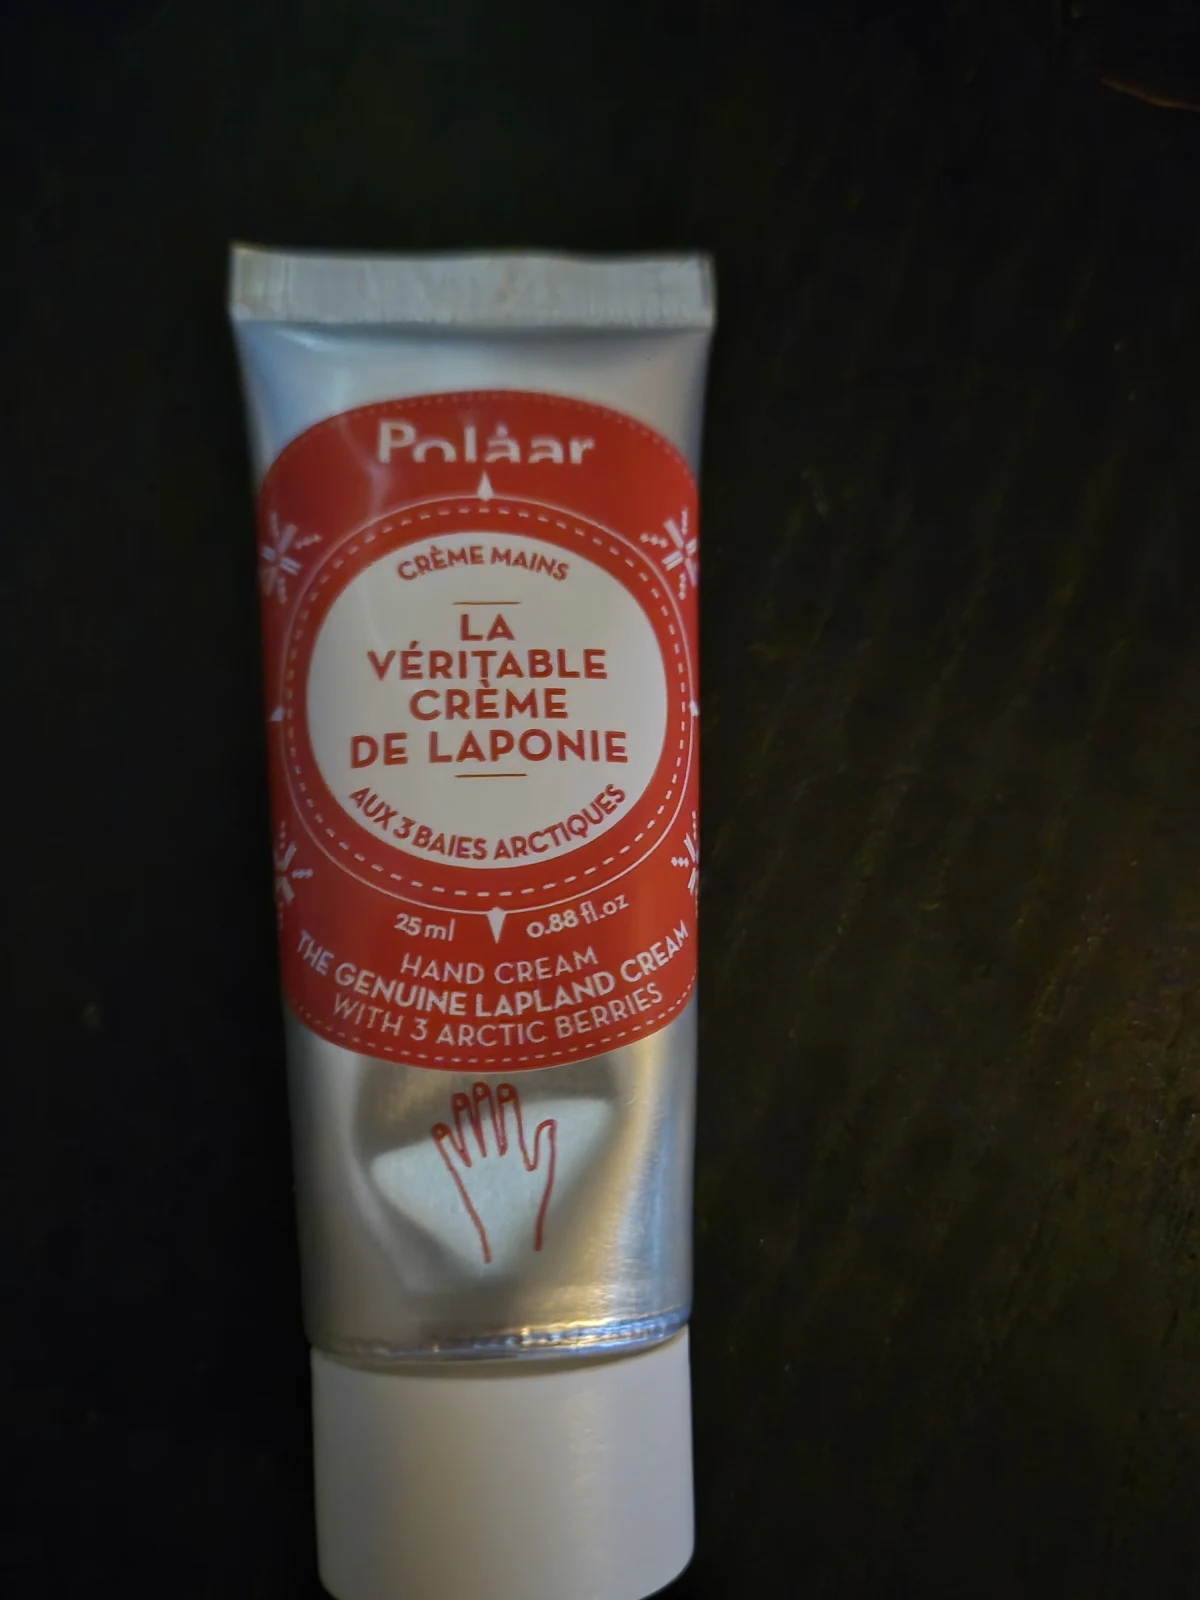 Polåar
CRÈME MAINS
LA
VÉRITABLE
CRÈME
DE LAPONIE
AUX 3 BAIES ARCTIQUES
25 ml 0.88 fl.oz
HAND CREAM
THE GENUINE LAPLAND CREAM
WITH 3 ARCTIC BERRIES